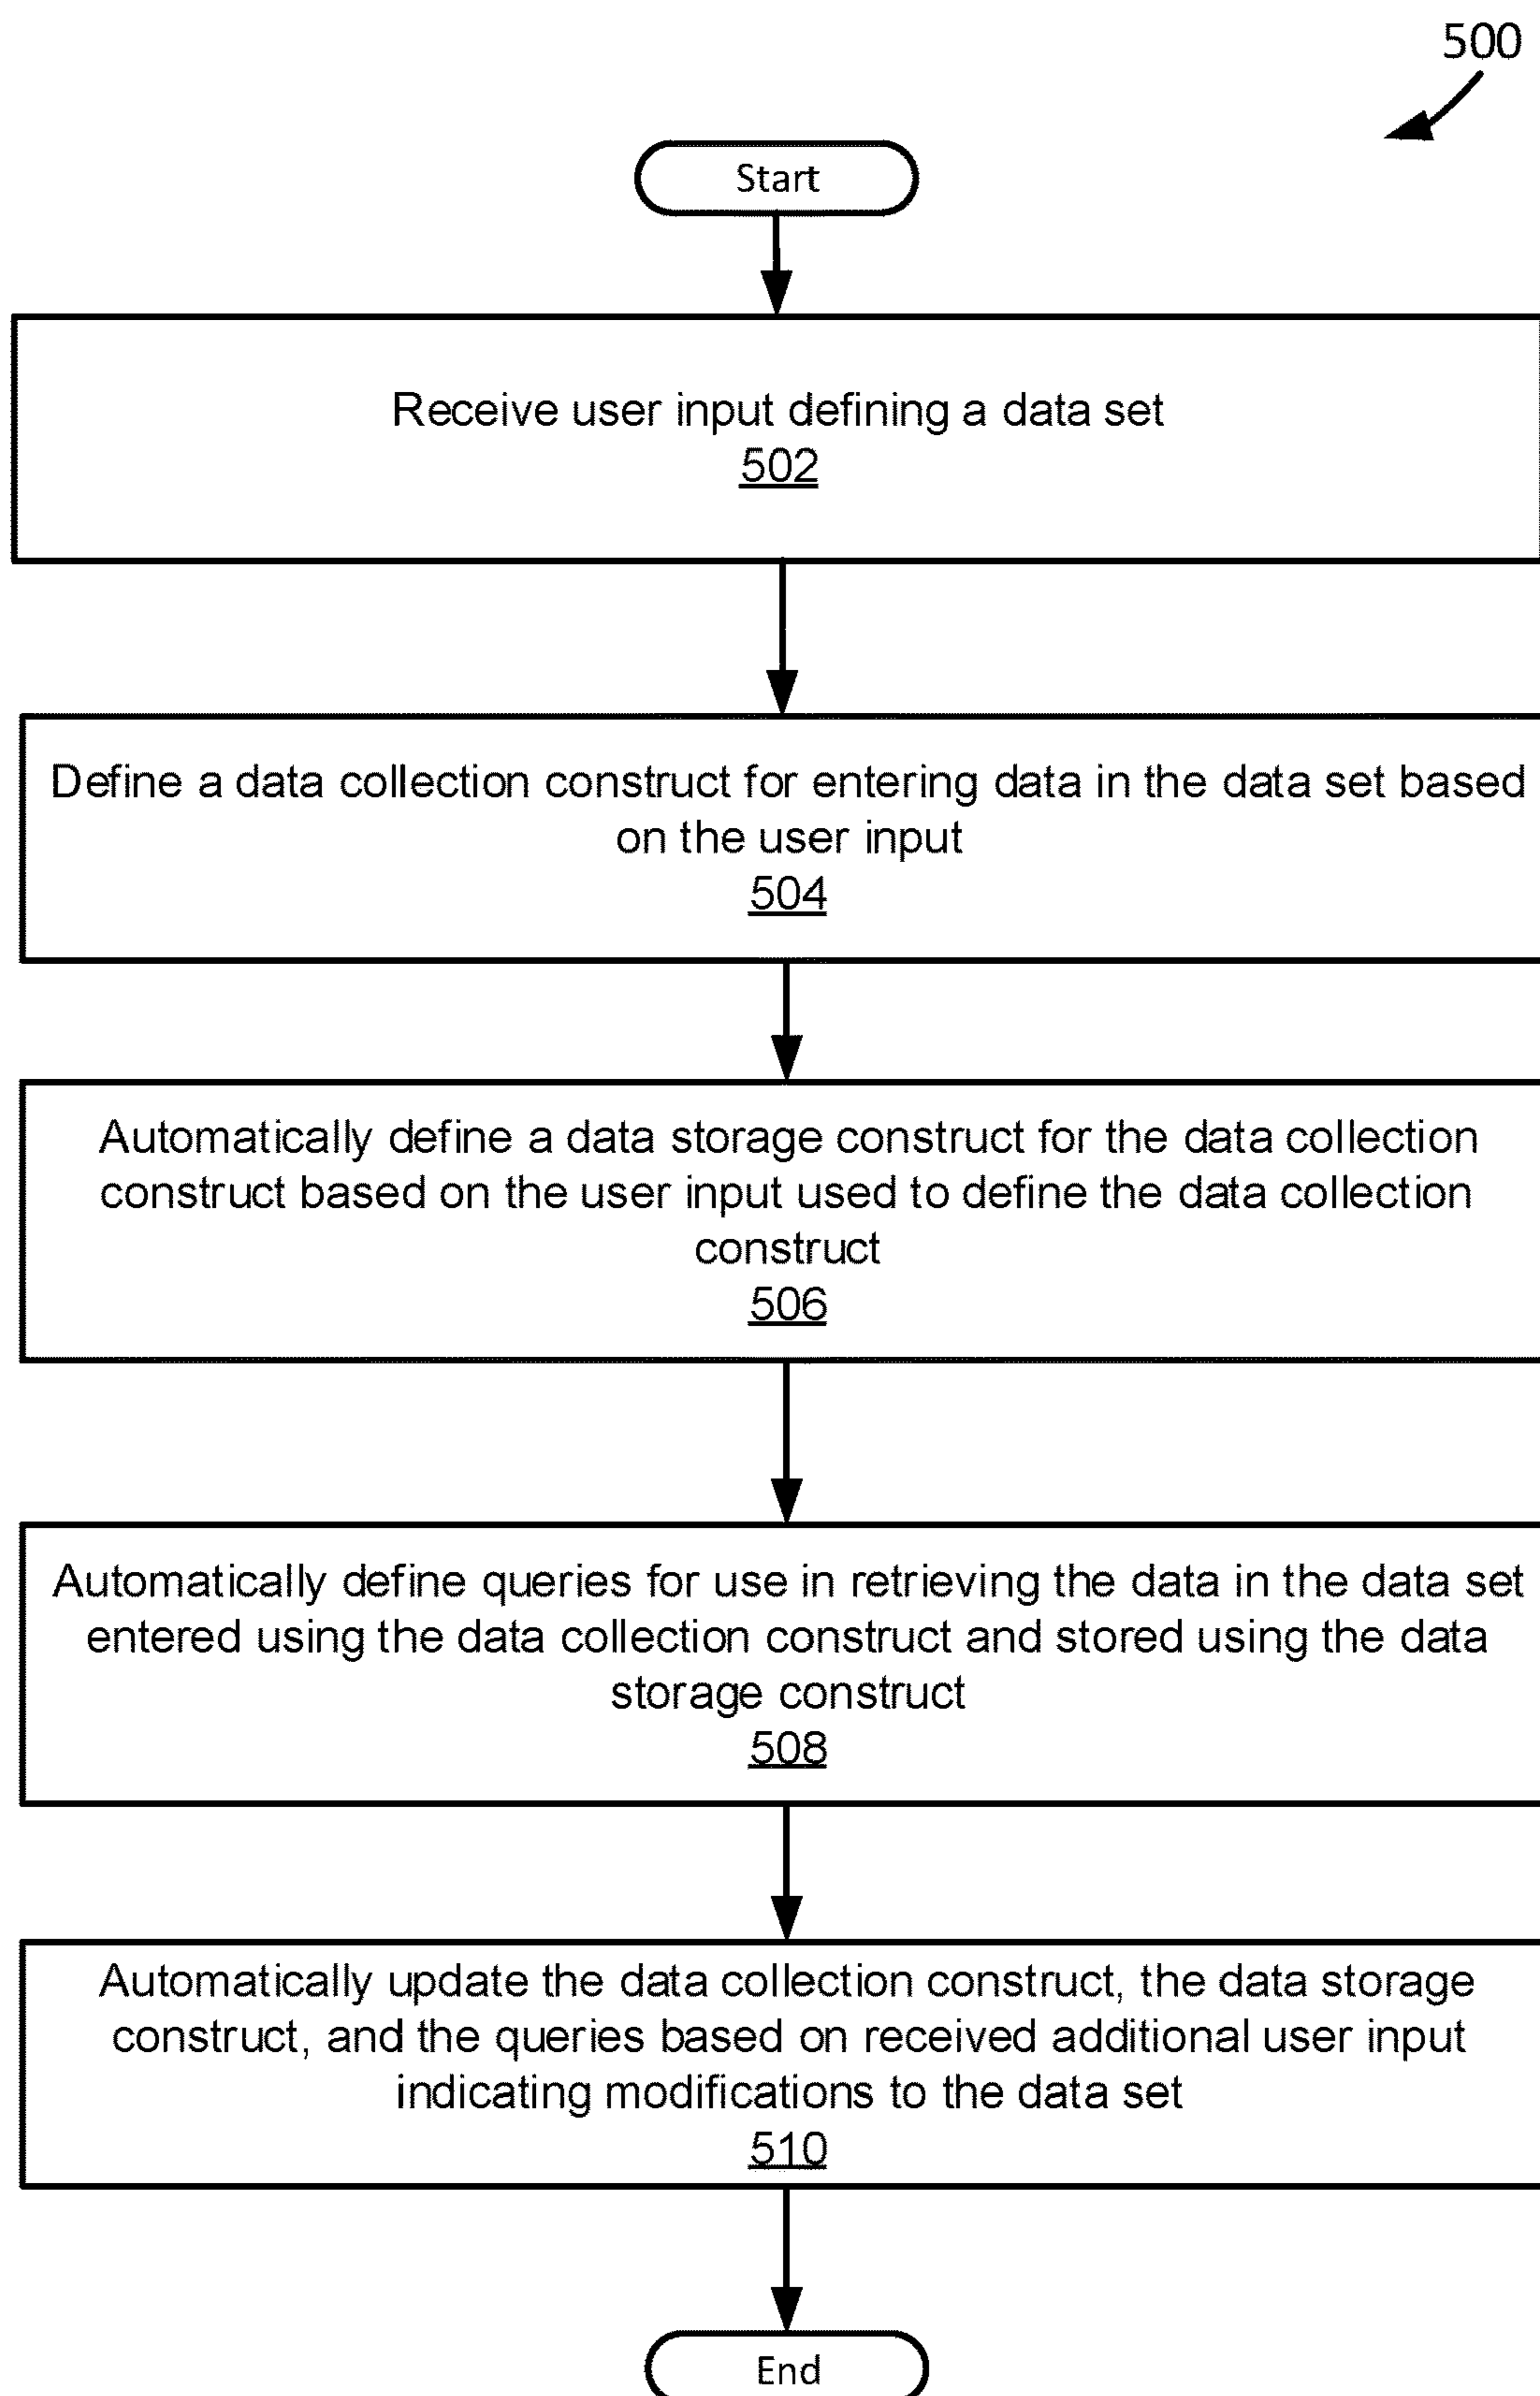 500
Start
Receive user input defining a data set
502
Define a data collection construct for entering data in the data set based
on the user input
504
Automatically define a data storage construct for the data collection
construct based on the user input used to define the data collection
construct
506
Automatically define queries for use in retrieving the data in the data set
entered using the data collection construct and stored using the data
storage construct
508
Automatically update the data collection construct, the data storage
construct, and the queries based on received additional user input
indicating modifications to the data set
510
End